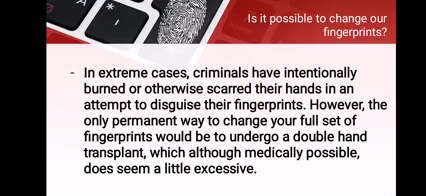 Is it possible to change our
fingerprints?
- In extreme cases, criminals have intentionally
burned or otherwise scarred their hands in an
attempt to disguise their fingerprints. However, the
only permanent way to change your full set of
fingerprints would be to undergo a double hand
transplant, which although medically possible,
does seem a little excessive.